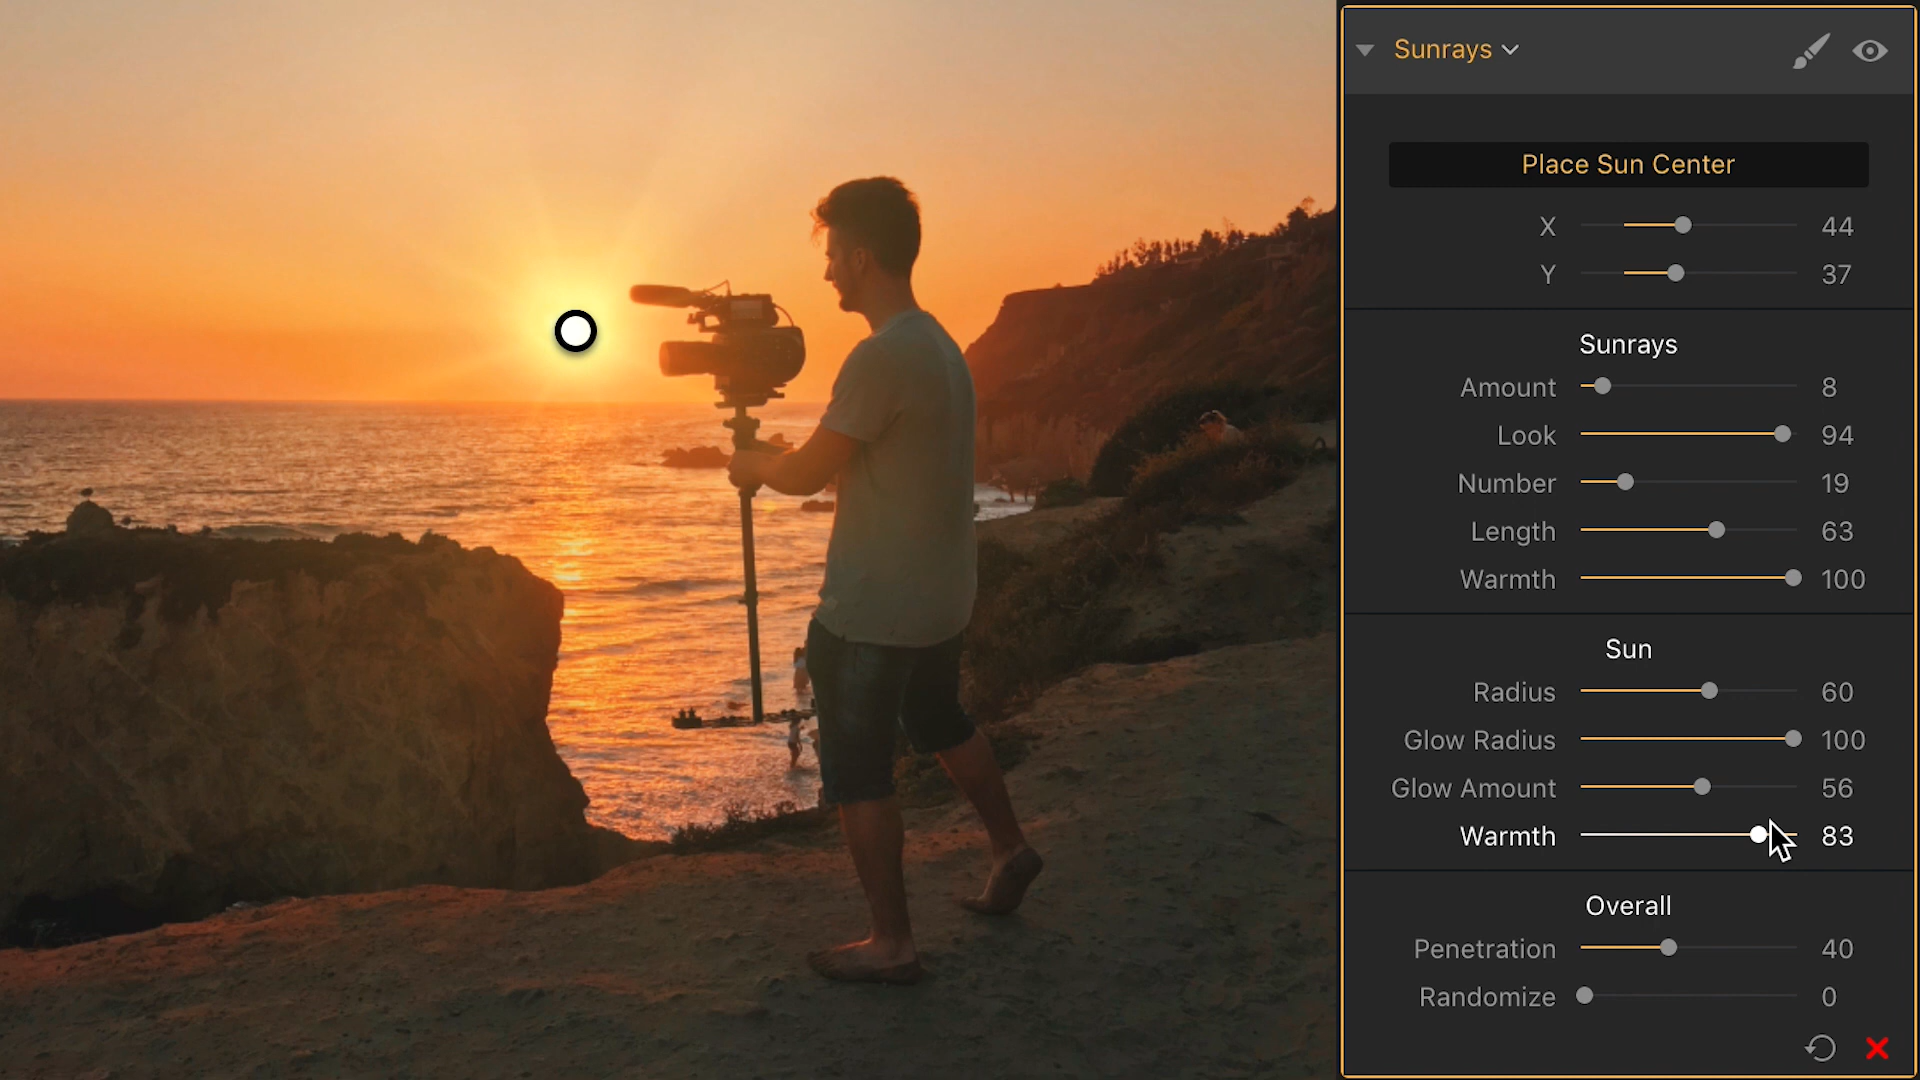 Sunrays
Place Sun Center
X 44
Y 37
Sunrays
Amount 8
Look 94
Number 19
Length 63
Warmth 100
Sun
Radius 60
Glow Radius 100
Glow Amount 56
Warmth 83
Overall
Penetration 40
Randomize 0